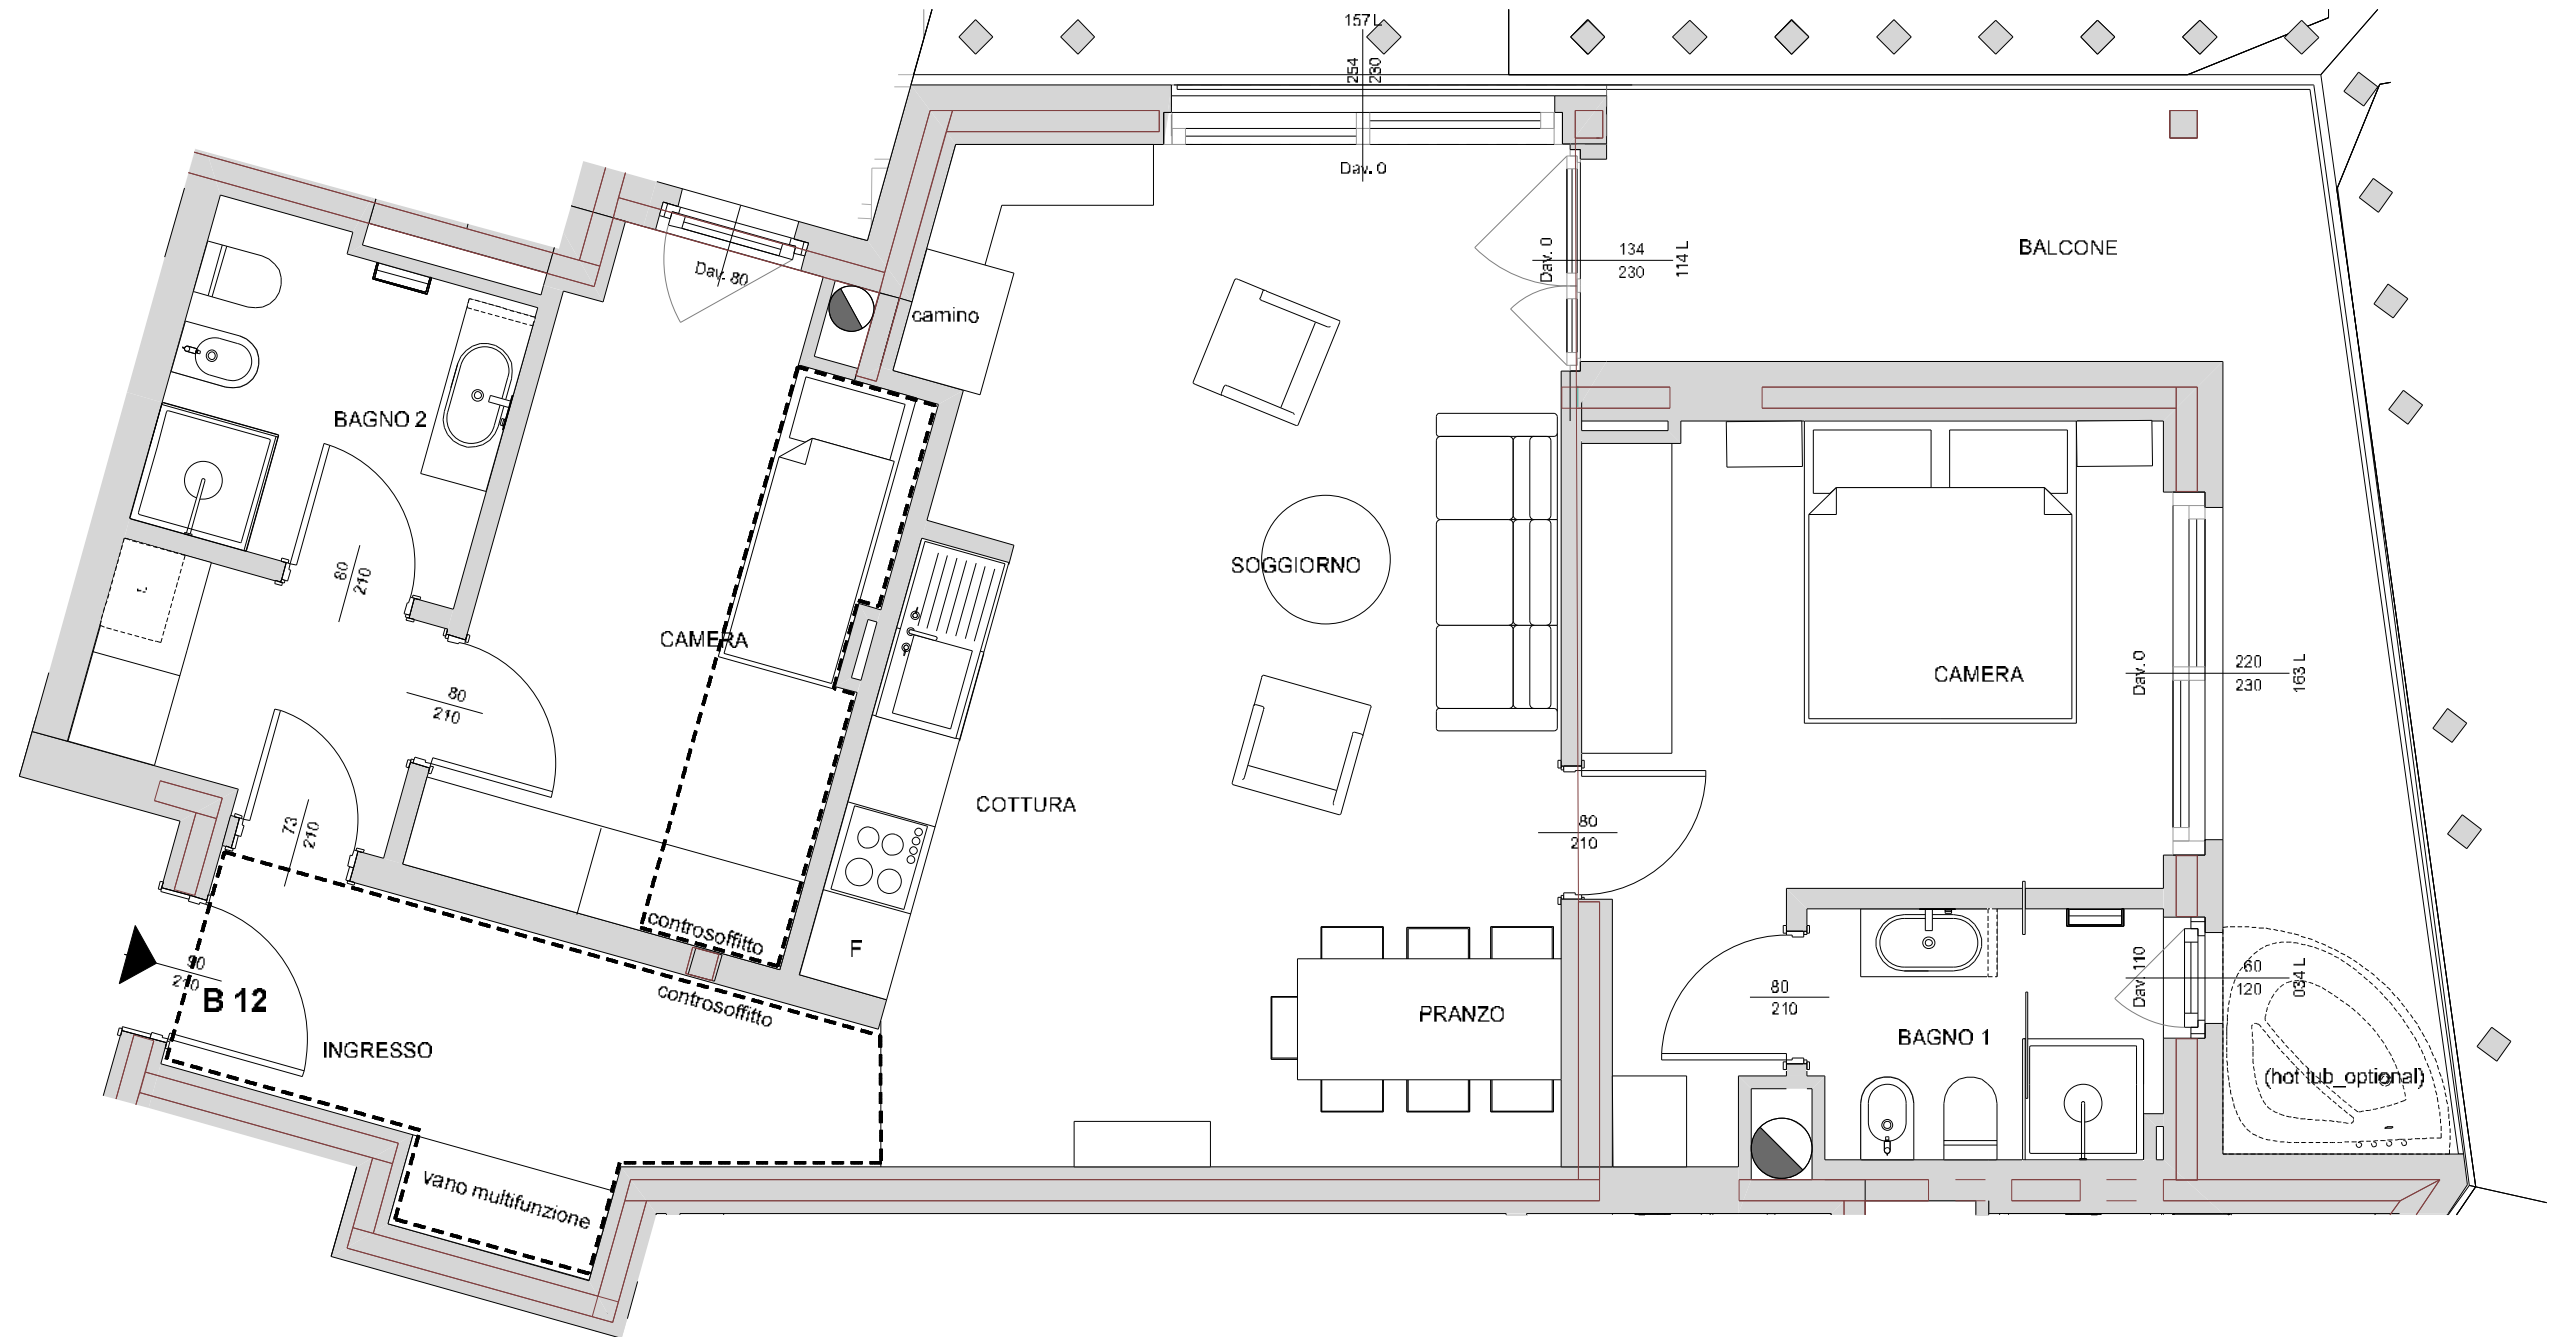 157 L
254
230
Dav. 0
BALCONE
134
230
114 L
Dav. 0
Dav. 80
camino
BAGNO 2
SOGGIORNO
80
210
CAMERA
CAMERA
Dav. 0
220
230
163 L
80
210
COTTURA
73
210
80
210
controsoffitto
F
90
210
B 12
controsoffitto
INGRESSO
PRANZO
80
210
BAGNO 1
Dav. 110
60
120
034 L
(hot tub_optional)
vano multifunzione